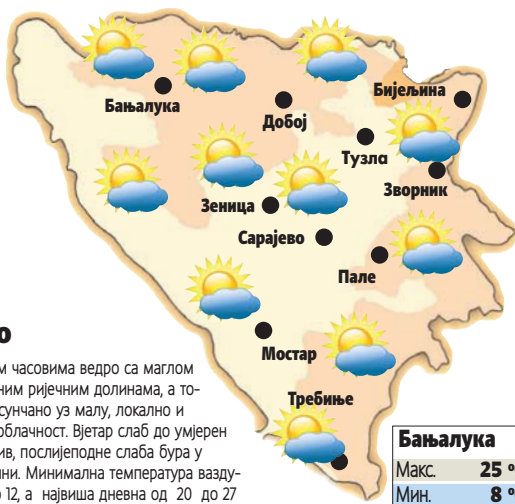 Бањалука
Добој
Бијељина
Тузла
Зворник
Зеница
Сарајево
Пале
Мостар
Требиње
м часовима ведро са маглом
ним ријечним долинама, а то-
сунчано уз малу, локално и
облачност. Вјетар слаб до умјерен
ив, послијеподне слаба бура у
ни. Минимална температура вазду-
о 12, а највиша дневна од 20 до 27
Бањалука
Макс. 25 º
Мин. 8 º